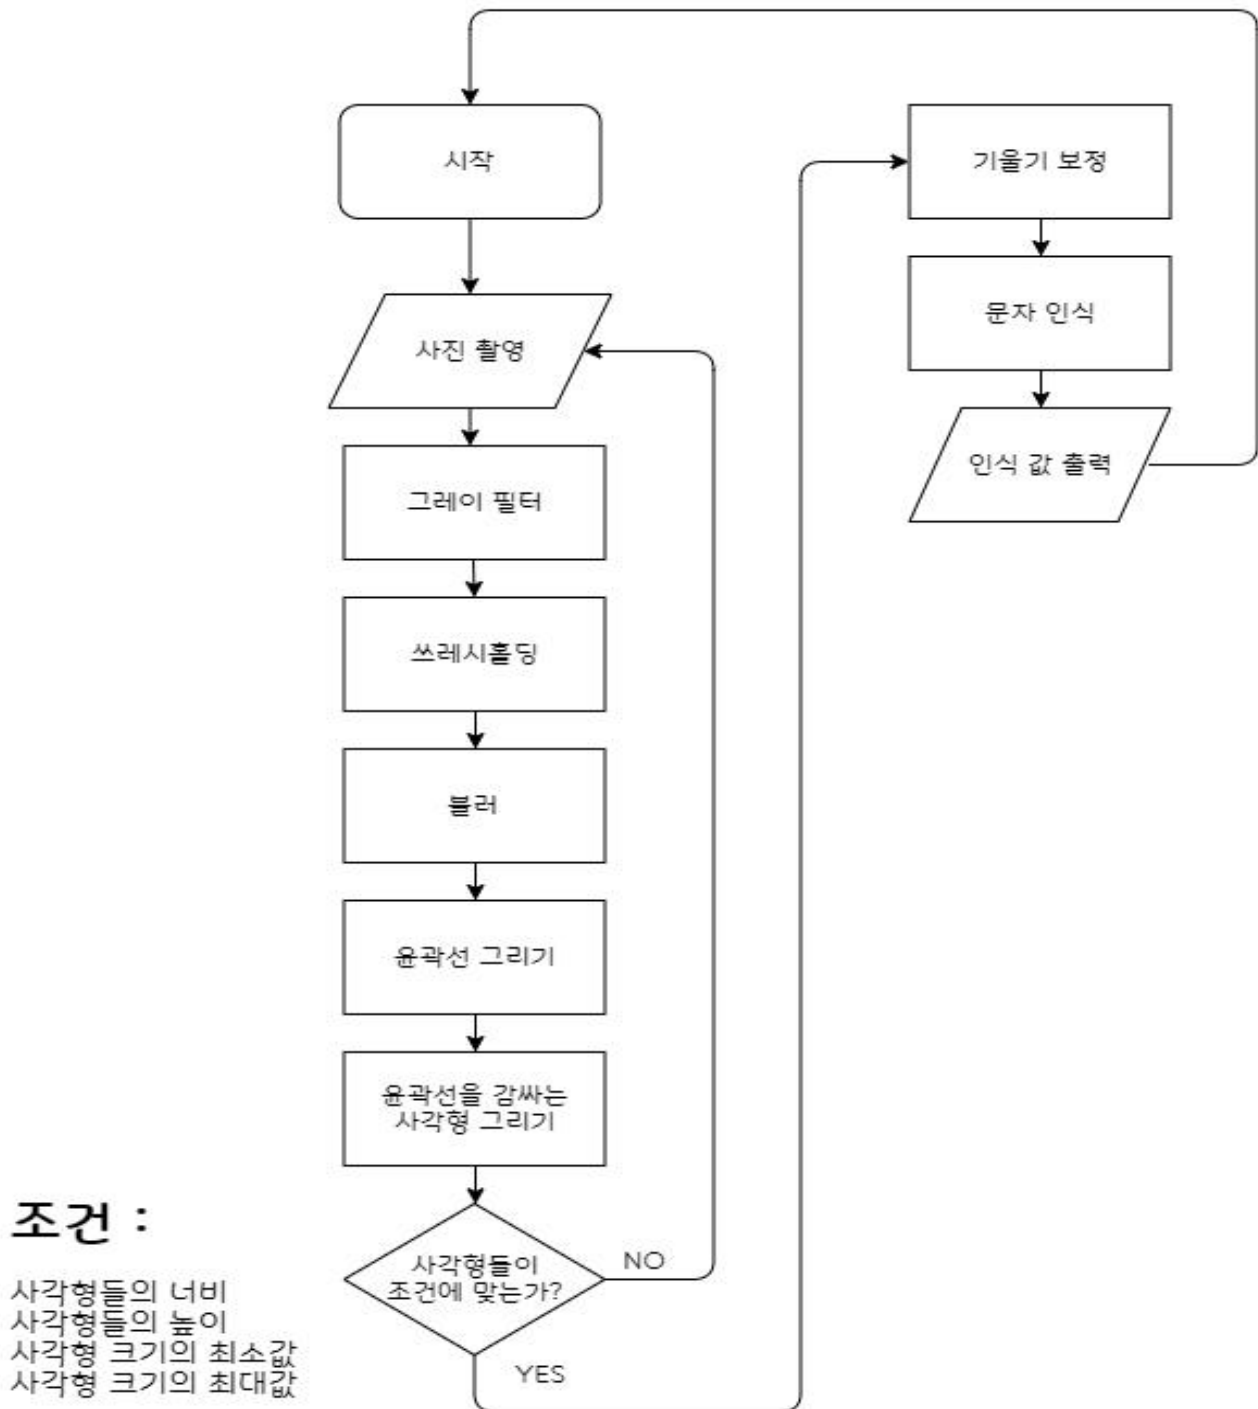 시작
사진 촬영
그레이 필터
쓰레시홀딩
블러
윤곽선 그리기
윤곽선을 감싸는
사각형 그리기
사각형들이
조건에 맞는가?
NO
YES
기울기 보정
문자 인식
인식 값 출력
조건 :
사각형들의 너비
사각형들의 높이
사각형 크기의 최소값
사각형 크기의 최대값